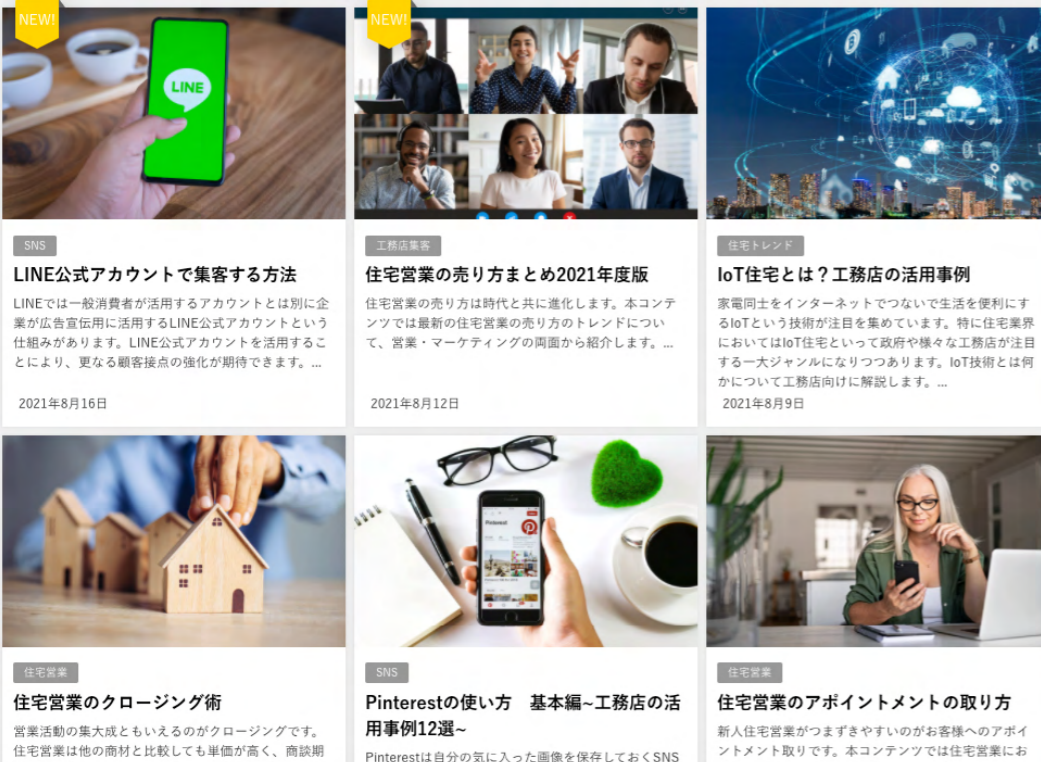 NEW!
LINE
SNS
LINE公式アカウントで集客する方法
LINEでは一般消費者が活用するアカウントとは別に企
業が広告宣伝用に活用するLINE公式アカウントという
仕組みがあります。LINE公式アカウントを活用するこ
とにより、更なる顧客接点の強化が期待できます。...
2021年8月16日
NEW!
工務店集客
住宅営業の売り方まとめ2021年度版
住宅営業の売り方は時代と共に進化します。本コンテ
ンツでは最新の住宅営業の売り方のトレンドについ
て、営業・マーケティングの両面から紹介します。...
2021年8月12日
住宅トレンド
IoT住宅とは？工務店の活用事例
家電同士をインターネットでつないで生活を便利にす
るIoTという技術が注目を集めています。特に住宅業界
においてはIoT住宅といって政府や様々な工務店が注目
する一大ジャンルになりつつあります。IoT技術とは何
かについて工務店向けに解説します。...
2021年8月9日
住宅営業
住宅営業のクロージング術
営業活動の集大成ともいえるのがクロージングです。
住宅営業は他の商材と比較しても単価が高く、商談期
Pinterest
SNS
Pinterestの使い方　基本編~工務店の活
用事例12選~
Pinterestは自分の気に入った画像を保存しておくSNS
住宅営業
住宅営業のアポイントメントの取り方
新人住宅営業がつまずきやすいのがお客様へのアポイ
ントメント取りです。本コンテンツでは住宅営業にお